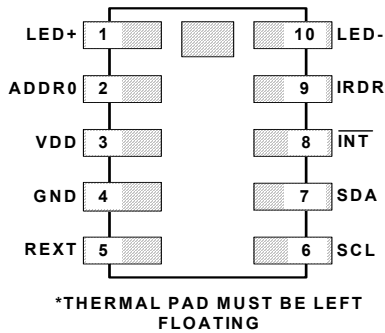 LED+ 1 10 LED-
ADDR0 2 9 IRDR
VDD 3 8 INT
GND 4 7 SDA
REXT 5 6 SCL
*THERMAL PAD MUST BE LEFT
FLOATING